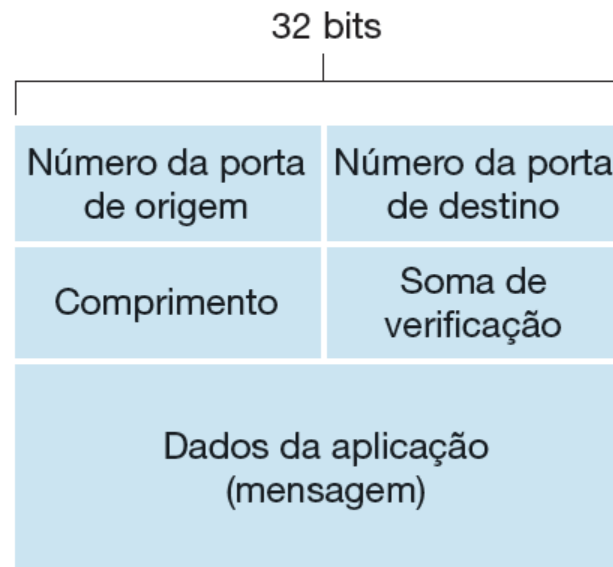 32 bits
Número da porta
de origem
Número da porta
de destino
Comprimento
Soma de
verificação
Dados da aplicação
(mensagem)